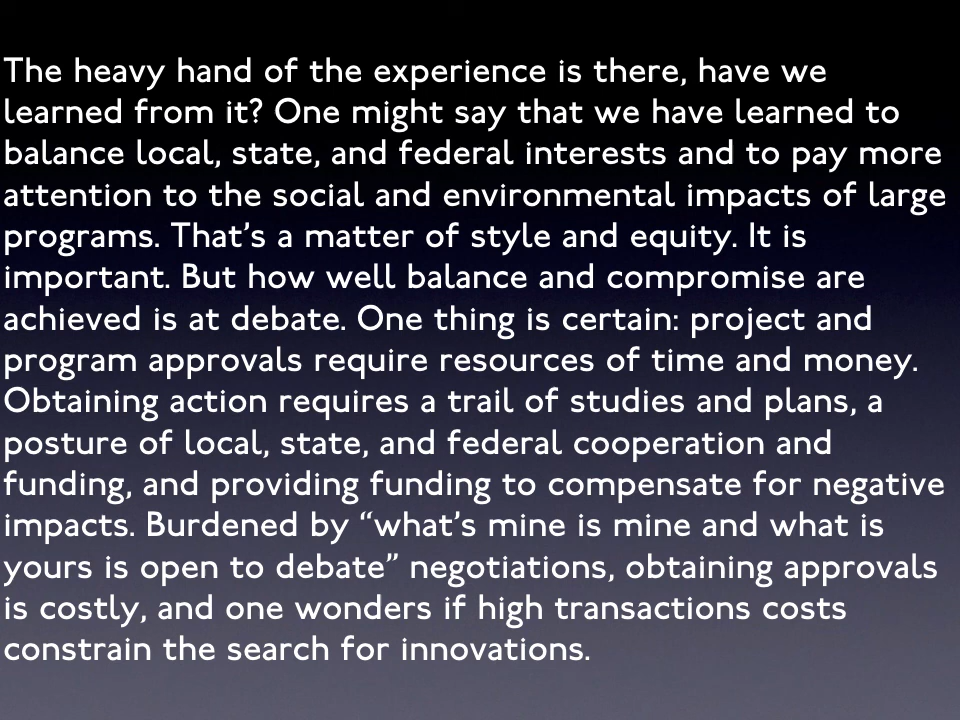 The heavy hand of the experience is there, have we
learned from it? One might say that we have learned to
balance local, state, and federal interests and to pay more
attention to the social and environmental impacts of large
programs. That’s a matter of style and equity. It is
important. But how well balance and compromise are
achieved is at debate. One thing is certain: project and
program approvals require resources of time and money.
Obtaining action requires a trail of studies and plans, a
posture of local, state, and federal cooperation and
funding, and providing funding to compensate for negative
impacts. Burdened by “what’s mine is mine and what is
yours is open to debate” negotiations, obtaining approvals
is costly, and one wonders if high transactions costs
constrain the search for innovations.